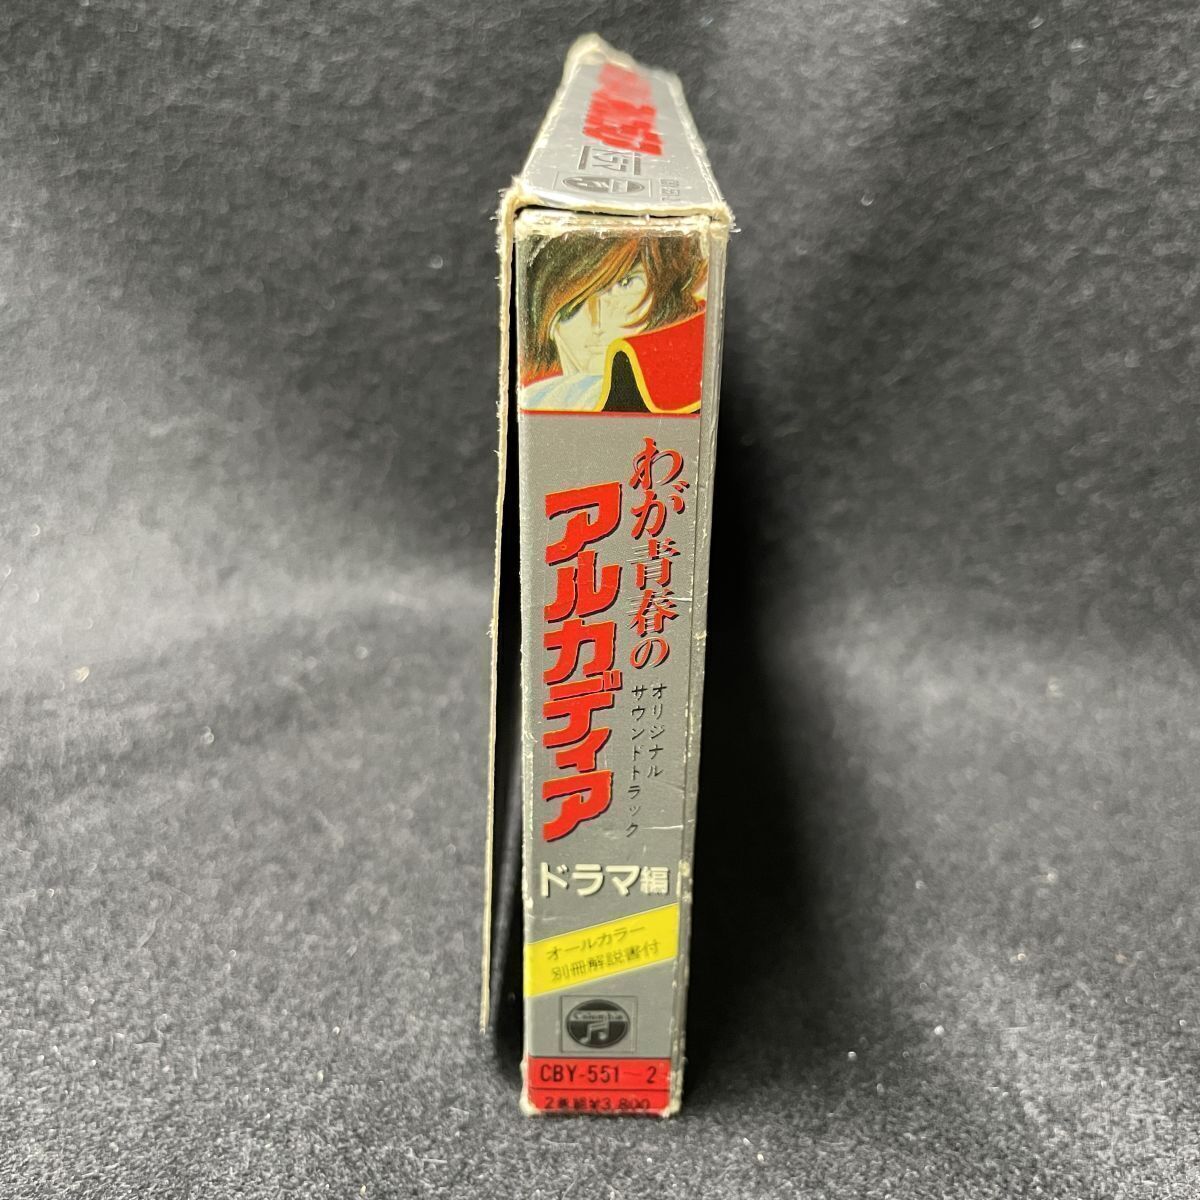 わが青春の
アルカディア
オリジナル
サウンドトラック
ドラマ編
オールカラー
別冊解説書付
Columbia
CBY-551-2
2巻組¥3,800